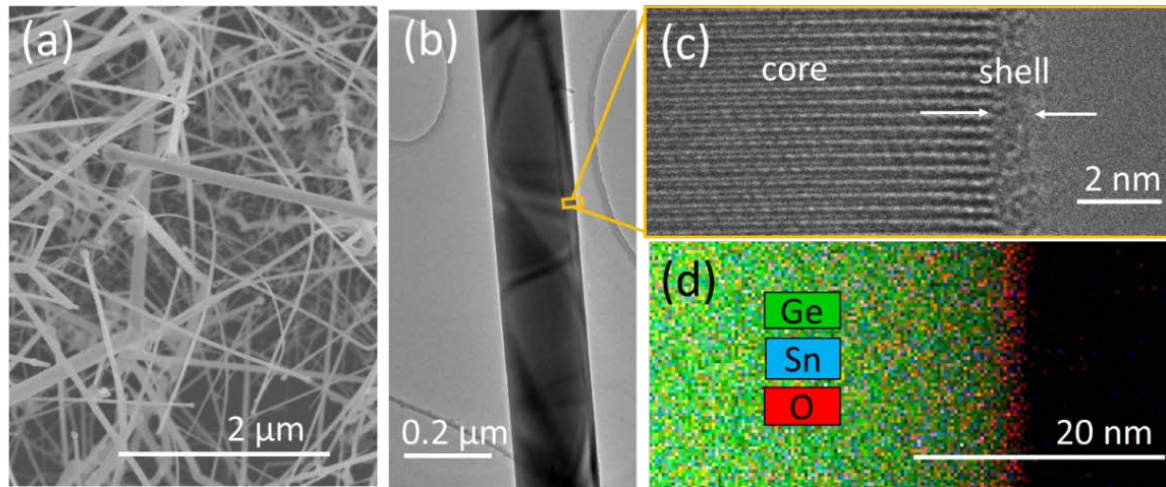 (a)
2 μm
(b)
0.2 μm
(c)
core
shell
2 nm
(d)
Ge
Sn
O
20 nm